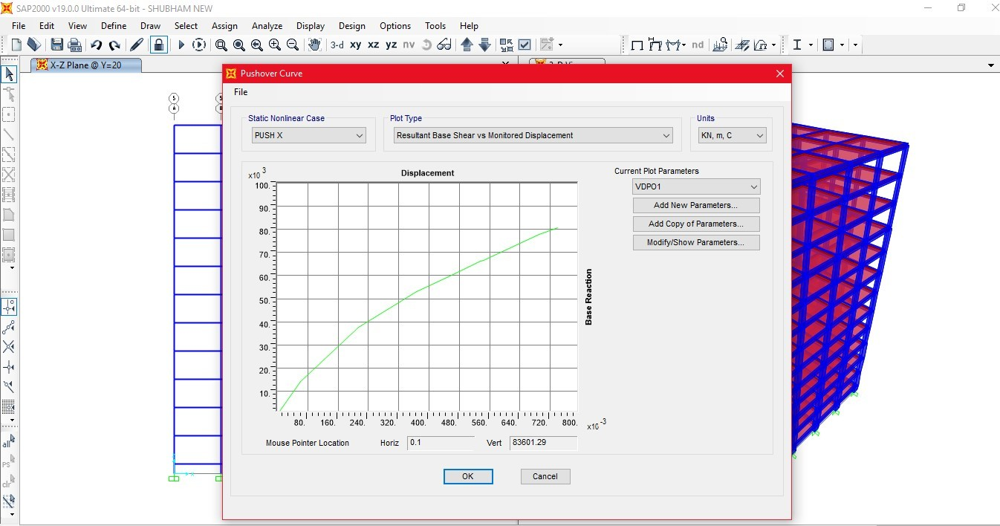 SAP2000 v19.0.0 Ultimate 64-bit - SHUBHAM NEW
File Edit View Define Draw Select Assign Analyze Display Design Options Tools Help
3-d xy xz yz nv nd
X-Z Plane @ Y=20
Pushover Curve
File
5
A
Static Nonlinear Case
PUSH X
Plot Type
Resultant Base Shear vs Monitored Displacement
Units
KN, m, C
x10 3
Displacement
100.
90.
80.
70.
60.
50.
40.
30.
20.
10.
80. 160. 240. 320. 400. 480. 560. 640. 720. 800.
x10 -3
Base Reaction
Current Plot Parameters
VDPO1
Add New Parameters...
Add Copy of Parameters...
Modify/Show Parameters...
Mouse Pointer Location Horiz 0.1 Vert 83601.29
OK Cancel
all
PS
clr